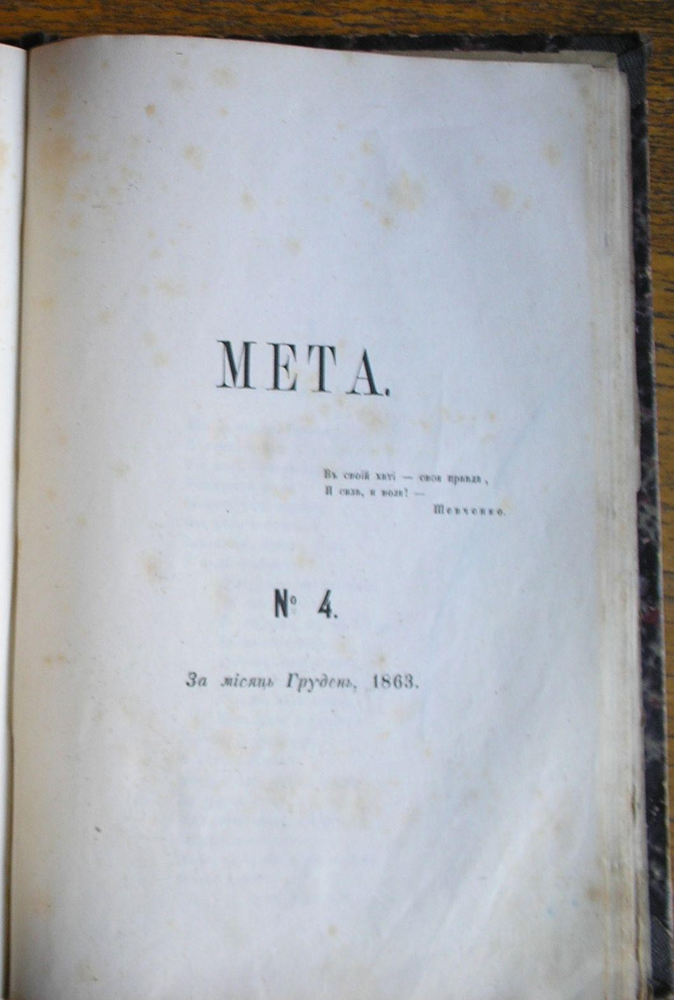 МЕТА.
Въ своій хаті — своя правда,
И сила, и воля! —
Шевченко.
№ 4.
За місяць Грудень, 1863.